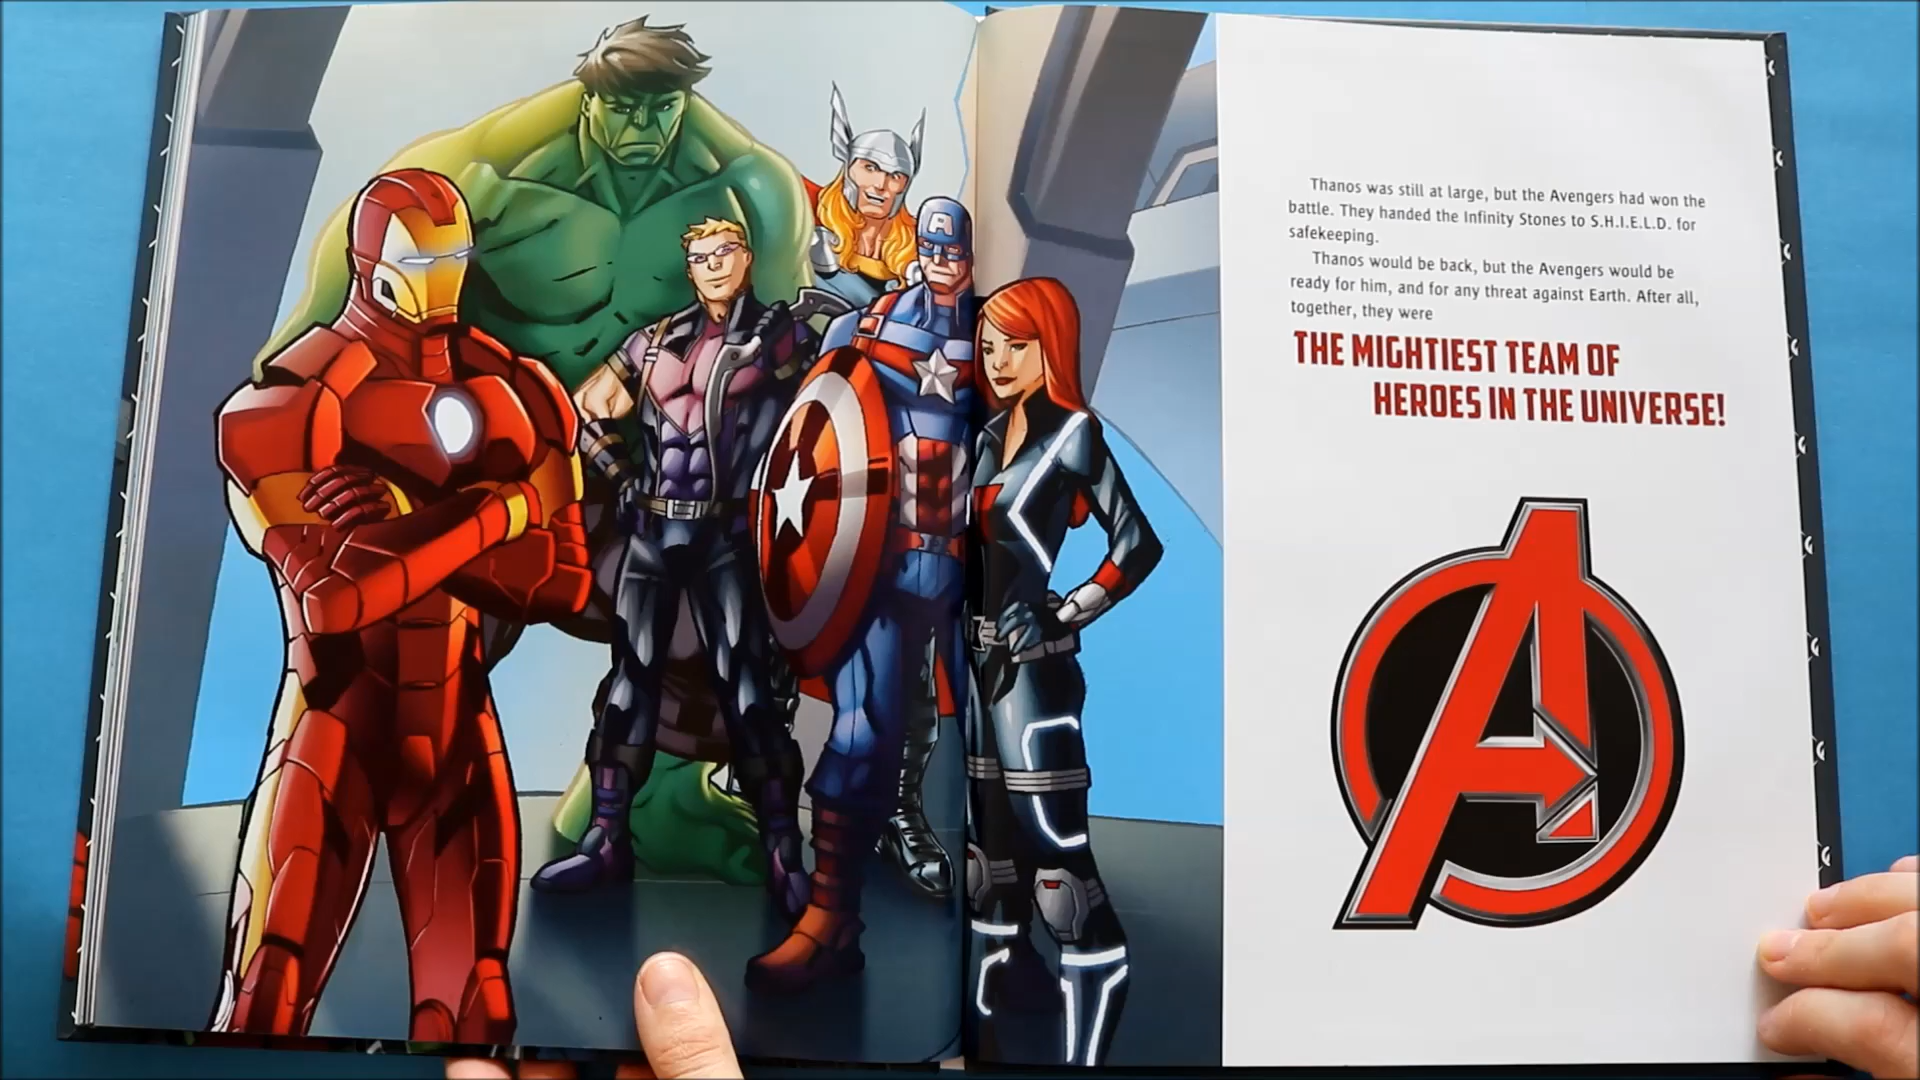 A
Thanos was still at large, but the Avengers had won the
battle. They handed the Infinity Stones to S.H.I.E.L.D. for
safekeeping.
Thanos would be back, but the Avengers would be
ready for him, and for any threat against Earth. After all,
together, they were
THE MIGHTIEST TEAM OF
HEROES IN THE UNIVERSE!
A